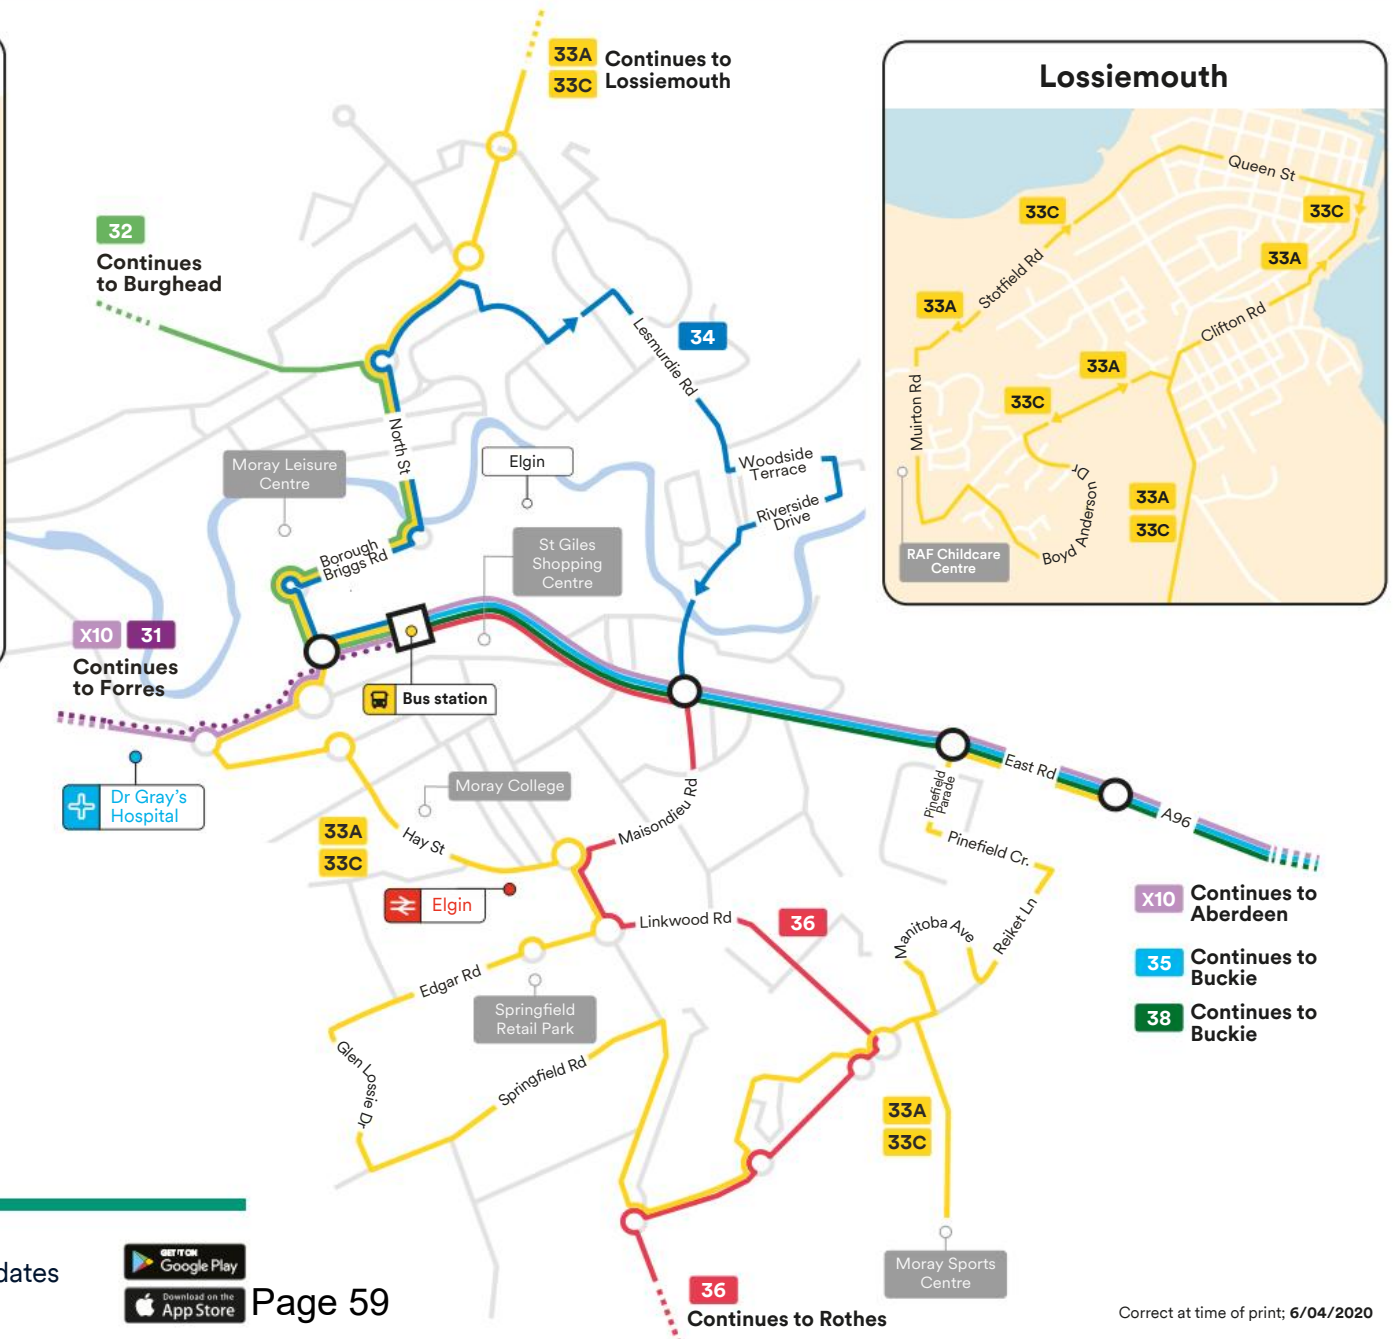 33A
33C
Continues to
Lossiemouth
32
Continues
to Burghead
34
Lesmurdie Rd
North St
Moray Leisure
Centre
Elgin
Woodside
Terrace
Riverside
Drive
Borough
Briggs Rd
St Giles
Shopping
Centre
X10
31
Continues
to Forres
Bus station
Dr Gray's
Hospital
Moray College
33A
33C
Hay St
Maisondieu Rd
Elgin
Linkwood Rd
36
Edgar Rd
Springfield
Retail Park
Glen Lossie Dr
Springfield Rd
East Rd
A96
Pinefield
Parade
Pinefield Cr.
Reiket Ln
Manitoba Ave
33A
33C
Moray Sports
Centre
36
Continues to Rothes
X10
Continues to
Aberdeen
35
Continues to
Buckie
38
Continues to
Buckie
Lossiemouth
Queen St
33C
33C
33A
Stotfield Rd
33A
Clifton Rd
33A
33C
Muirton Rd
Boyd Anderson Dr
33A
33C
RAF Childcare
Centre
dates
GET IT ON
Google Play
Download on the
App Store
Page 59
Correct at time of print; 6/04/2020